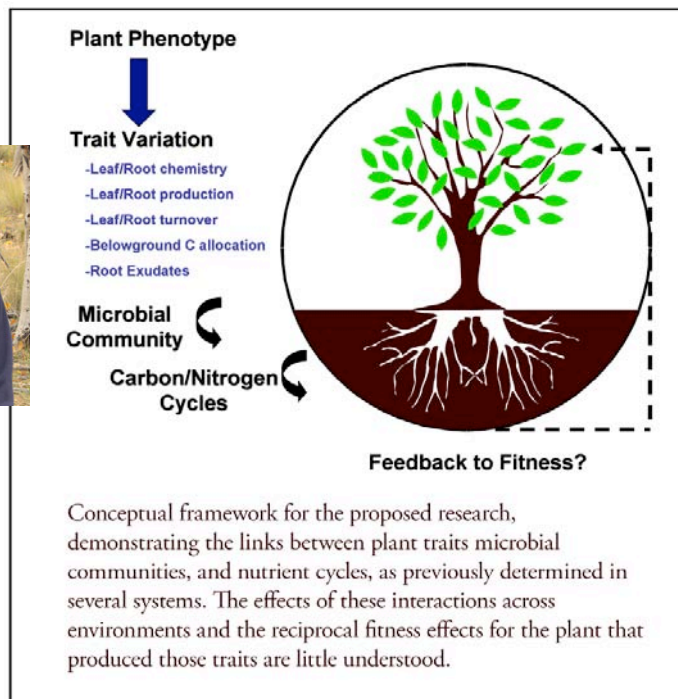 Plant Phenotype
Trait Variation
-Leaf/Root chemistry
-Leaf/Root production
-Leaf/Root turnover
-Belowground C allocation
-Root Exudates
Microbial
Community
Carbon/Nitrogen
Cycles
Feedback to Fitness?
Conceptual framework for the proposed research,
demonstrating the links between plant traits microbial
communities, and nutrient cycles, as previously determined in
several systems. The effects of these interactions across
environments and the reciprocal fitness effects for the plant that
produced those traits are little understood.